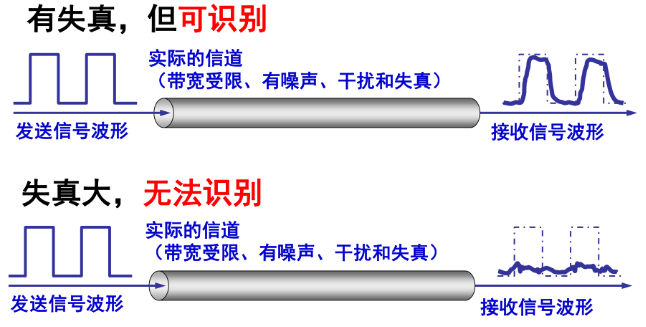 有失真，但可识别
实际的信道
（带宽受限、有噪声、干扰和失真）
发送信号波形
接收信号波形
失真大，无法识别
实际的信道
（带宽受限、有噪声、干扰和失真）
发送信号波形
接收信号波形